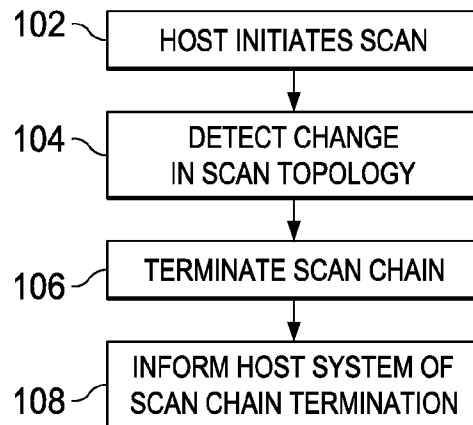 102
HOST INITIATES SCAN
104
DETECT CHANGE
IN SCAN TOPOLOGY
106
TERMINATE SCAN CHAIN
108
INFORM HOST SYSTEM OF
SCAN CHAIN TERMINATION